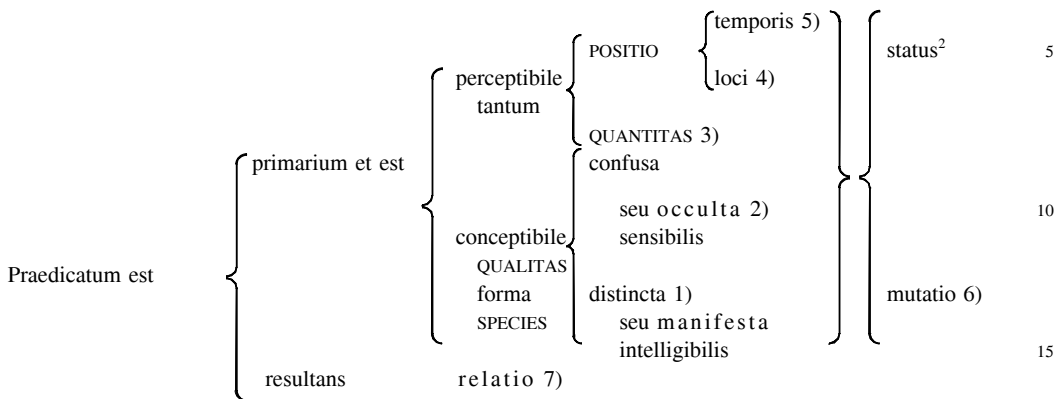 temporis 5)
POSITIO
status²
5
perceptibile
loci 4)
tantum
QUANTITAS 3)
primarium et est
confusa
seu occulta 2)
10
conceptibile
sensibilis
QUALITAS
Praedicatum est
forma
distincta 1)
mutatio 6)
SPECIES
seu manifesta
intelligibilis
15
resultans
relatio 7)